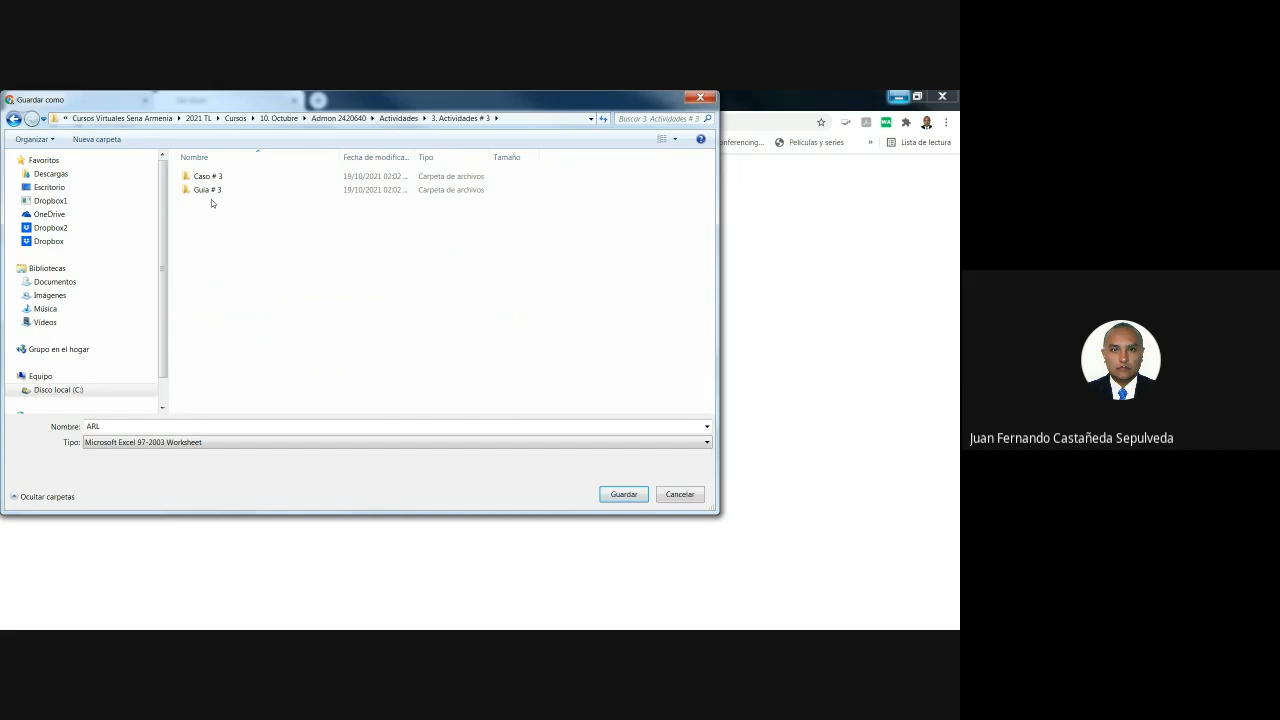 Guardar como
« Cursos Virtuales Sena Armenia ▸ 2021 TL ▸ Cursos ▸ 10. Octubre ▸ Admon 2420640 ▸ Actividades ▸ 3. Actividades # 3 ▸
Buscar 3. Actividades # 3
Organizar
Nueva carpeta
Favoritos
Descargas
Escritorio
Dropbox1
OneDrive
Dropbox2
Dropbox
Bibliotecas
Documentos
Imágenes
Música
Vídeos
Grupo en el hogar
Equipo
Disco local (C:)
Nombre
Fecha de modifica...
Tipo
Tamaño
Caso # 3
19/10/2021 02:02 ...
Carpeta de archivos
Guia # 3
19/10/2021 02:02 ...
Carpeta de archivos
Nombre:
ARL
Tipo:
Microsoft Excel 97-2003 Worksheet
Ocultar carpetas
Guardar
Cancelar
WA
onferencing...
Películas y series
»
Lista de lectura
Juan Fernando Castañeda Sepulveda